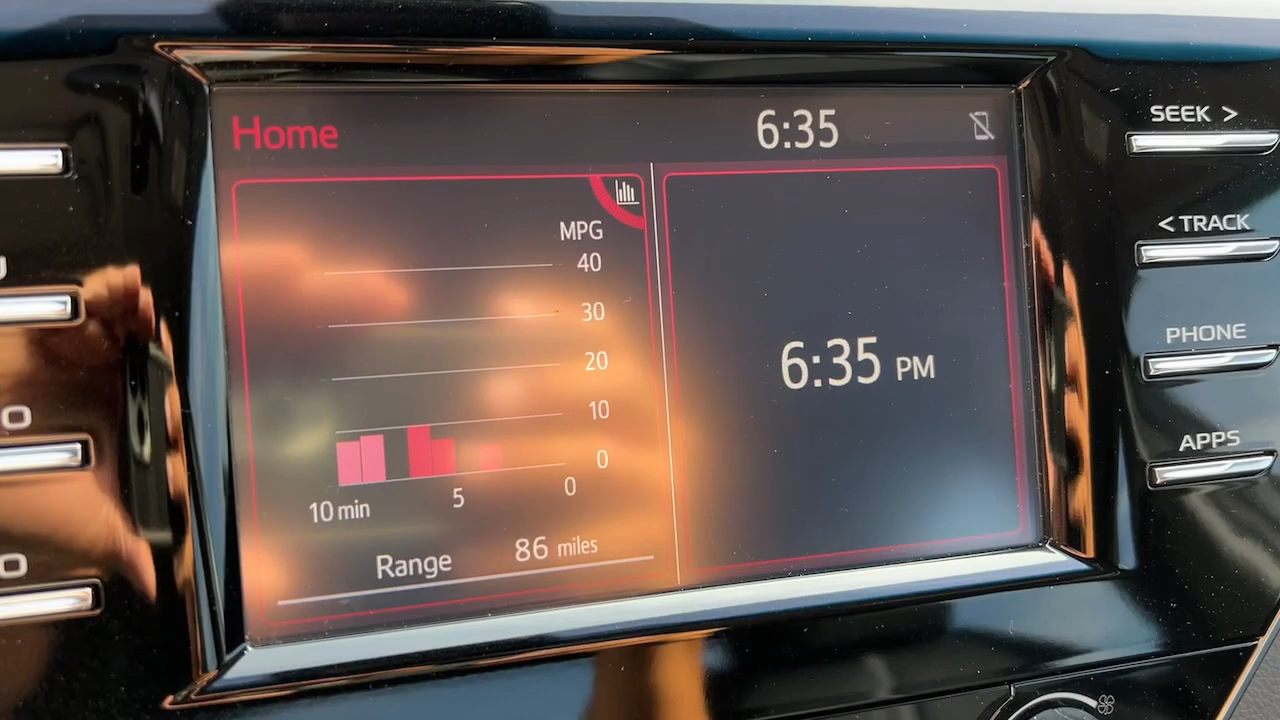 Home 6:35
MPG
40
30
20
10
0
10 min 5 0
Range 86 miles
6:35 PM
SEEK >
< TRACK
PHONE
APPS